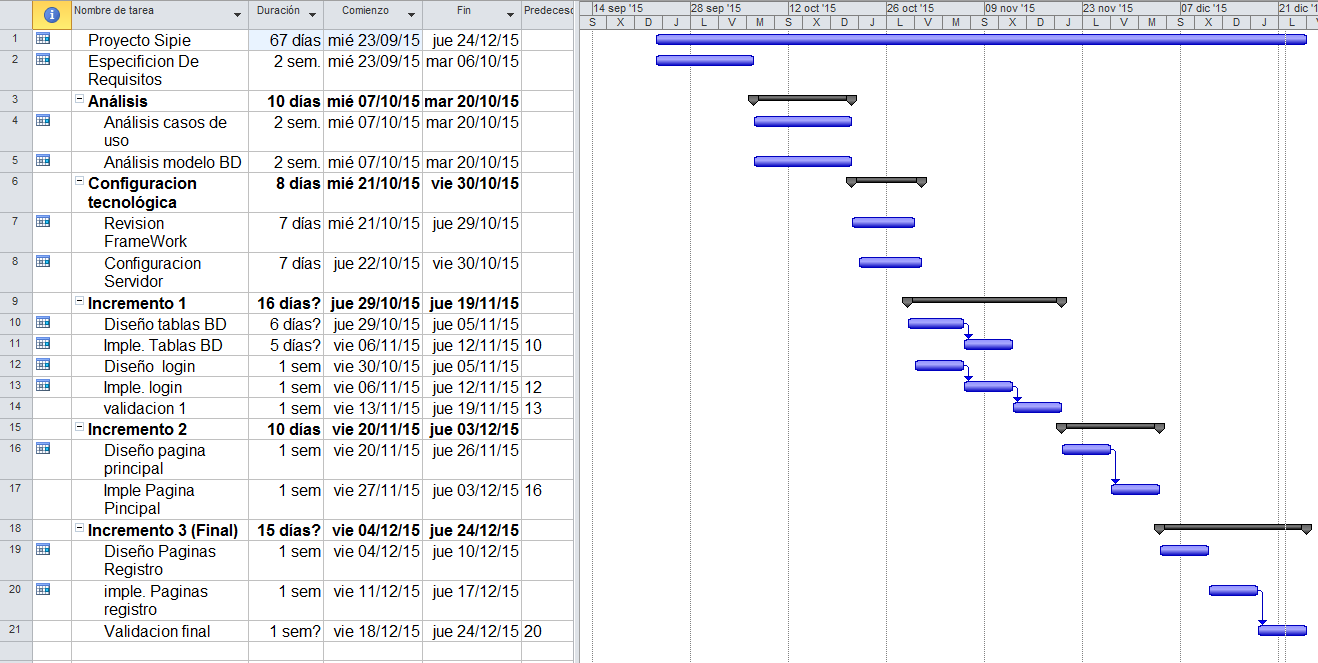 Nombre de tarea Duración Comienzo Fin Predeceso
14 sep '15 28 sep '15 12 oct '15 26 oct '15 09 nov '15 23 nov '15 07 dic '15 21 dic '1
S X D J L V M S X D J L V M S X D J L V M S X D J L V
1 Proyecto Sipie 67 días mié 23/09/15 jue 24/12/15
2 Especificion De 2 sem. mié 23/09/15 mar 06/10/15
Requisitos
3 Análisis 10 días mié 07/10/15 mar 20/10/15
4 Análisis casos de 2 sem. mié 07/10/15 mar 20/10/15
uso
5 Análisis modelo BD 2 sem. mié 07/10/15 mar 20/10/15
6 Configuracion 8 días mié 21/10/15 vie 30/10/15
tecnológica
7 Revision 7 días mié 21/10/15 jue 29/10/15
FrameWork
8 Configuracion 7 días jue 22/10/15 vie 30/10/15
Servidor
9 Incremento 1 16 días? jue 29/10/15 jue 19/11/15
10 Diseño tablas BD 6 días? jue 29/10/15 jue 05/11/15
11 Imple. Tablas BD 5 días? vie 06/11/15 jue 12/11/15 10
12 Diseño login 1 sem vie 30/10/15 jue 05/11/15
13 Imple. login 1 sem vie 06/11/15 jue 12/11/15 12
14 validacion 1 1 sem vie 13/11/15 jue 19/11/15 13
15 Incremento 2 10 días vie 20/11/15 jue 03/12/15
16 Diseño pagina 1 sem vie 20/11/15 jue 26/11/15
principal
17 Imple Pagina 1 sem vie 27/11/15 jue 03/12/15 16
Pincipal
18 Incremento 3 (Final) 15 días? vie 04/12/15 jue 24/12/15
19 Diseño Paginas 1 sem vie 04/12/15 jue 10/12/15
Registro
20 imple. Paginas 1 sem vie 11/12/15 jue 17/12/15
registro
21 Validacion final 1 sem? vie 18/12/15 jue 24/12/15 20